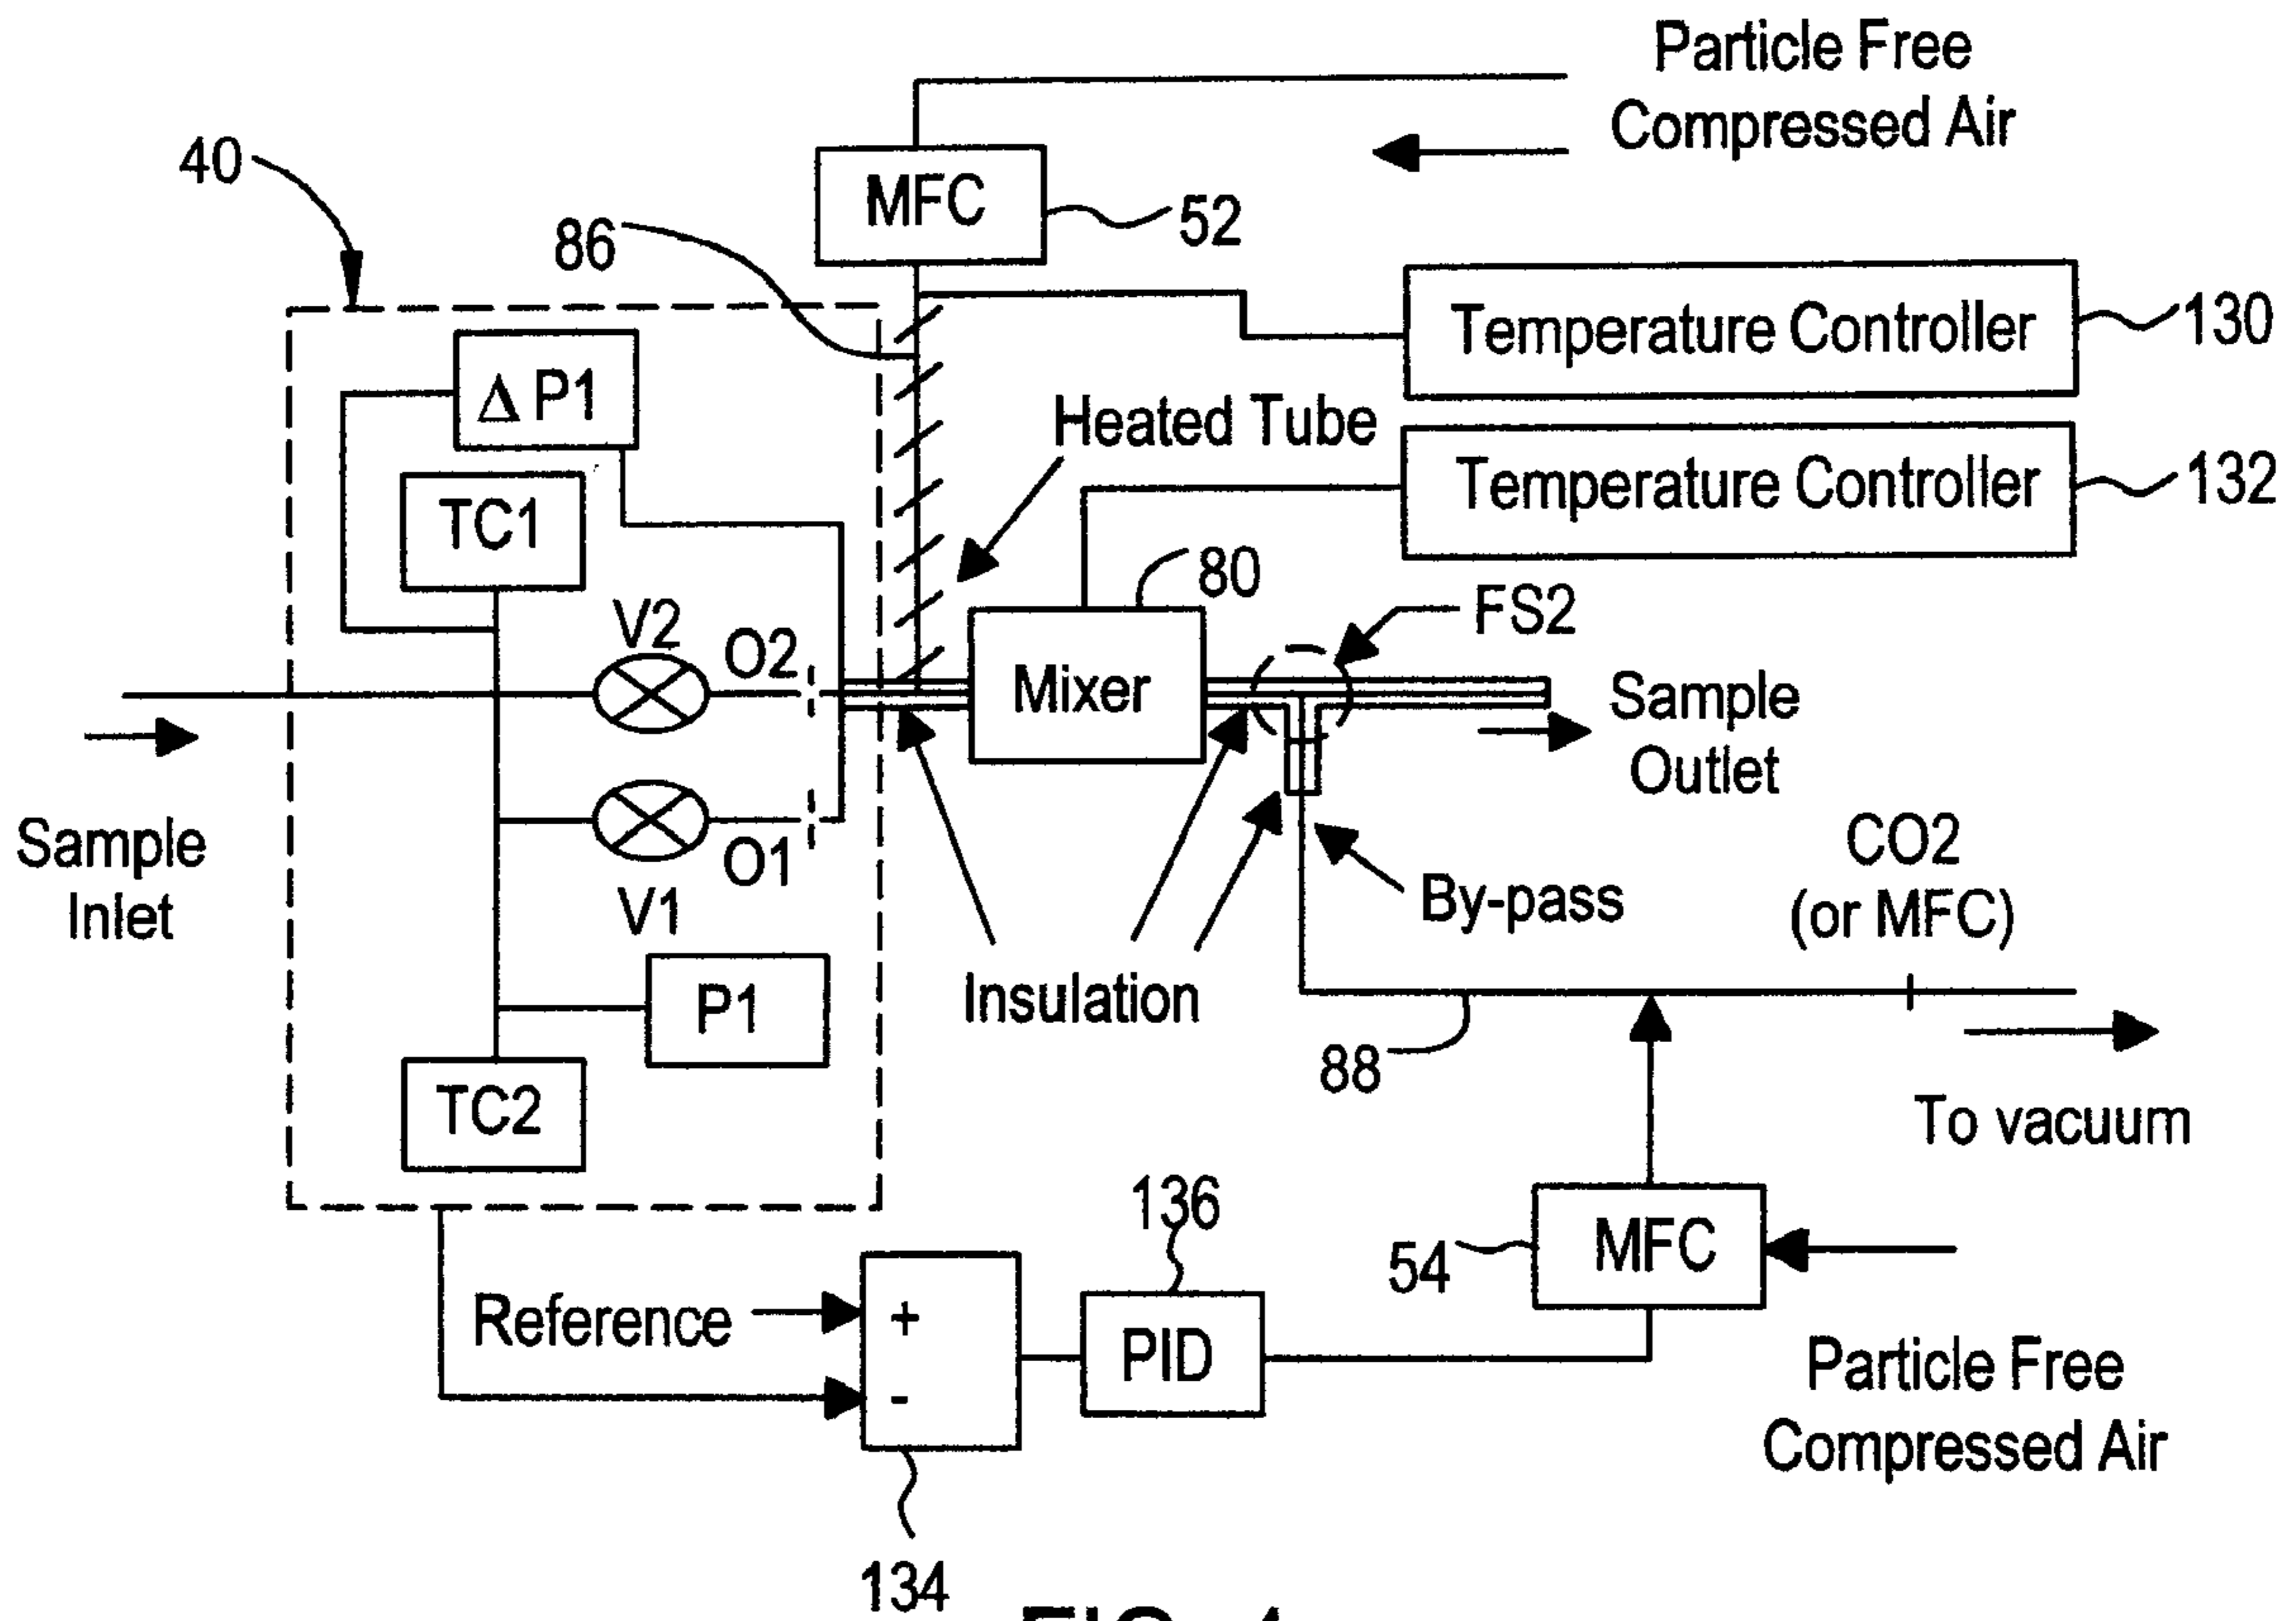 Particle Free
Compressed Air
40
MFC
52
86
Temperature Controller
130
Δ P1
Heated Tube
Temperature Controller
132
TC1
80
FS2
V2
O2
Mixer
Sample
Outlet
Sample
Inlet
O1
V1
CO2
(or MFC)
By-pass
Insulation
P1
88
TC2
To vacuum
136
54
MFC
Reference
+
-
PID
Particle Free
Compressed Air
134